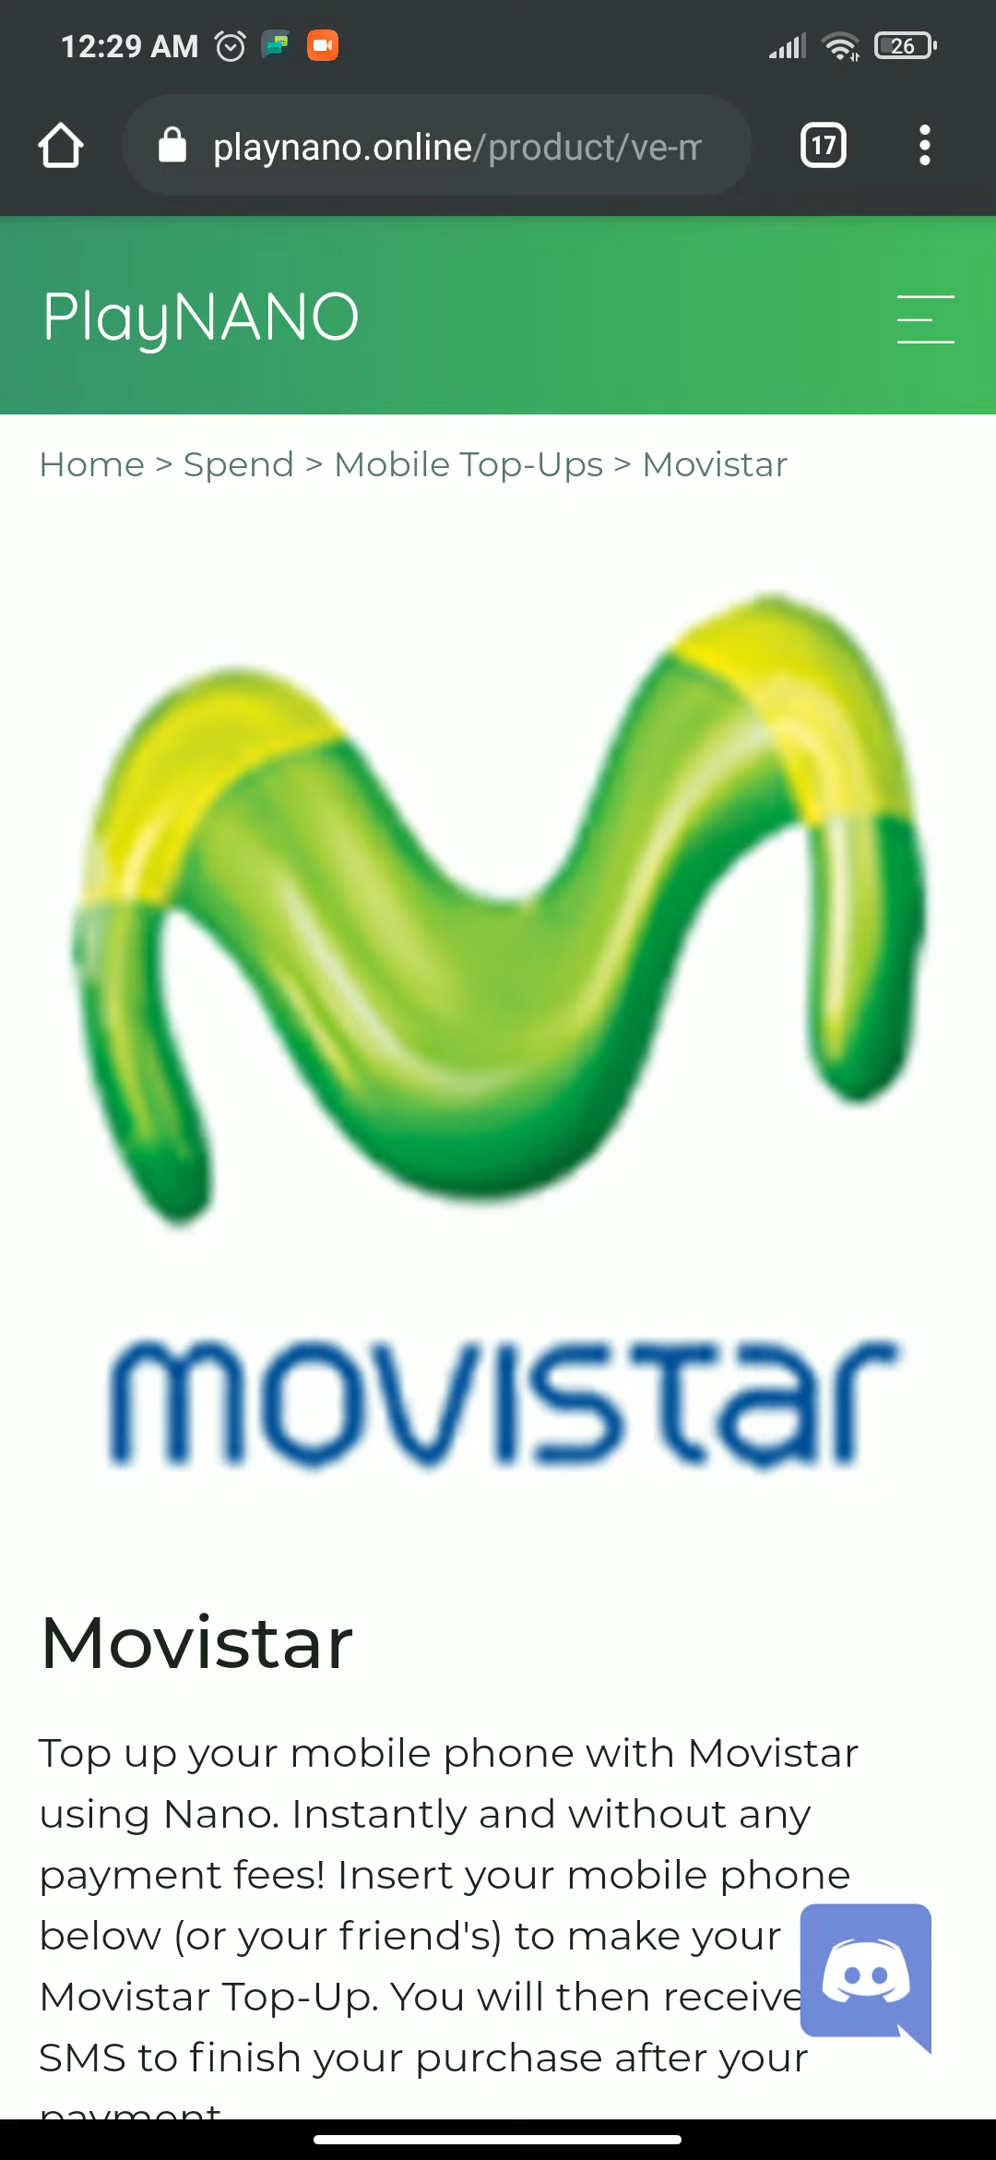 12:29 AM
26
playnano.online/product/ve-m
17
PlayNANO
Home > Spend > Mobile Top-Ups > Movistar
movistar
Movistar
Top up your mobile phone with Movistar
using Nano. Instantly and without any
payment fees! Insert your mobile phone
below (or your friend's) to make your
Movistar Top-Up. You will then receive
SMS to finish your purchase after your
payment